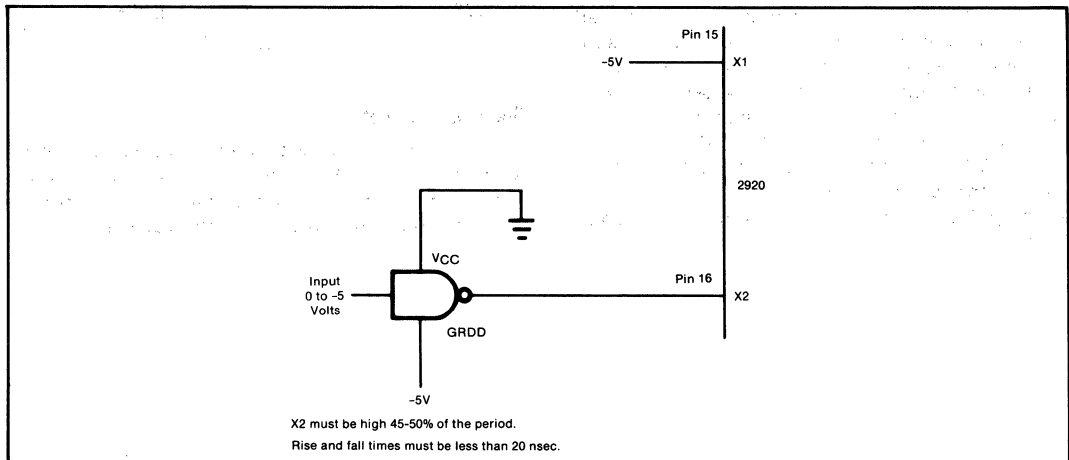 Pin 15
-5V
X1
2920
VCC
Input
0 to -5
Volts
Pin 16
X2
GRDD
-5V
X2 must be high 45-50% of the period.
Rise and fall times must be less than 20 nsec.